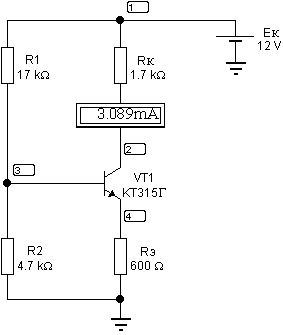 1
R1
17 kΩ
Rк
1.7 kΩ
Eк
12 V
3.089mA
2
3
VT1
КТ315Г
4
R2
4.7 kΩ
Rэ
600 Ω